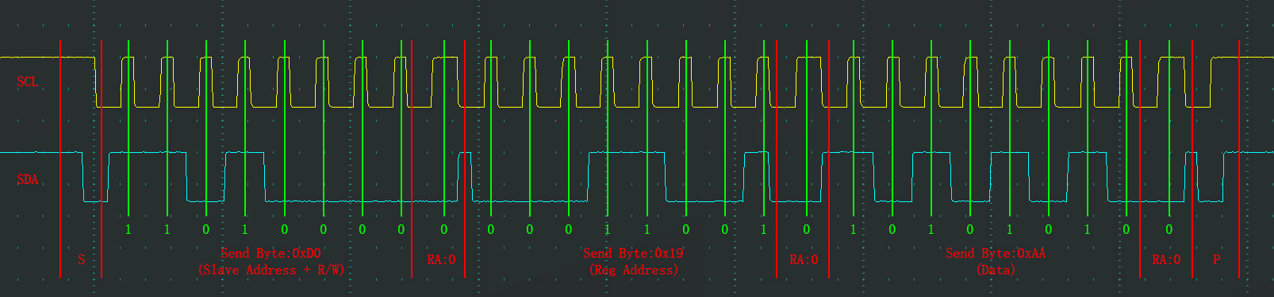 SCL
SDA
1 1 0 1 0 0 0 0 0 0 0 0 1 1 0 0 1 0 1 0 1 0 1 0 1 0 0
S Send Byte:0xD0 RA:0 Send Byte:0x19 RA:0 Send Byte:0xAA RA:0 P
(Slave Address + R/W) (Reg Address) (Data)